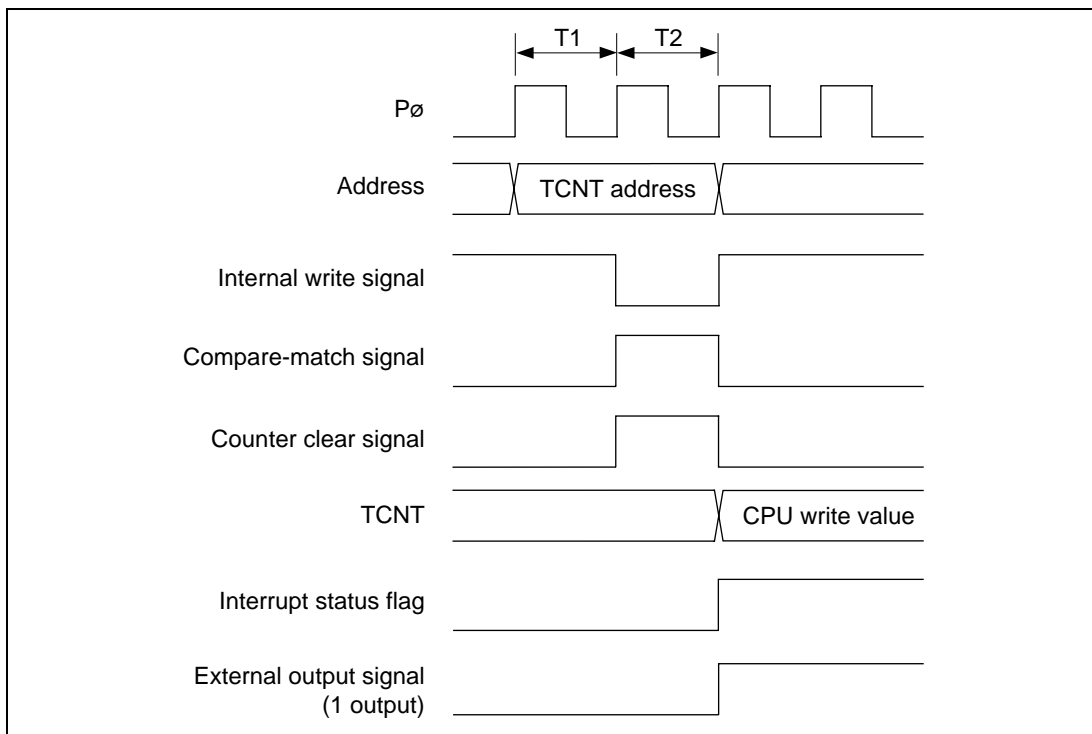 T1 T2
Pø
Address TCNT address
Internal write signal
Compare-match signal
Counter clear signal
TCNT CPU write value
Interrupt status flag
External output signal
(1 output)